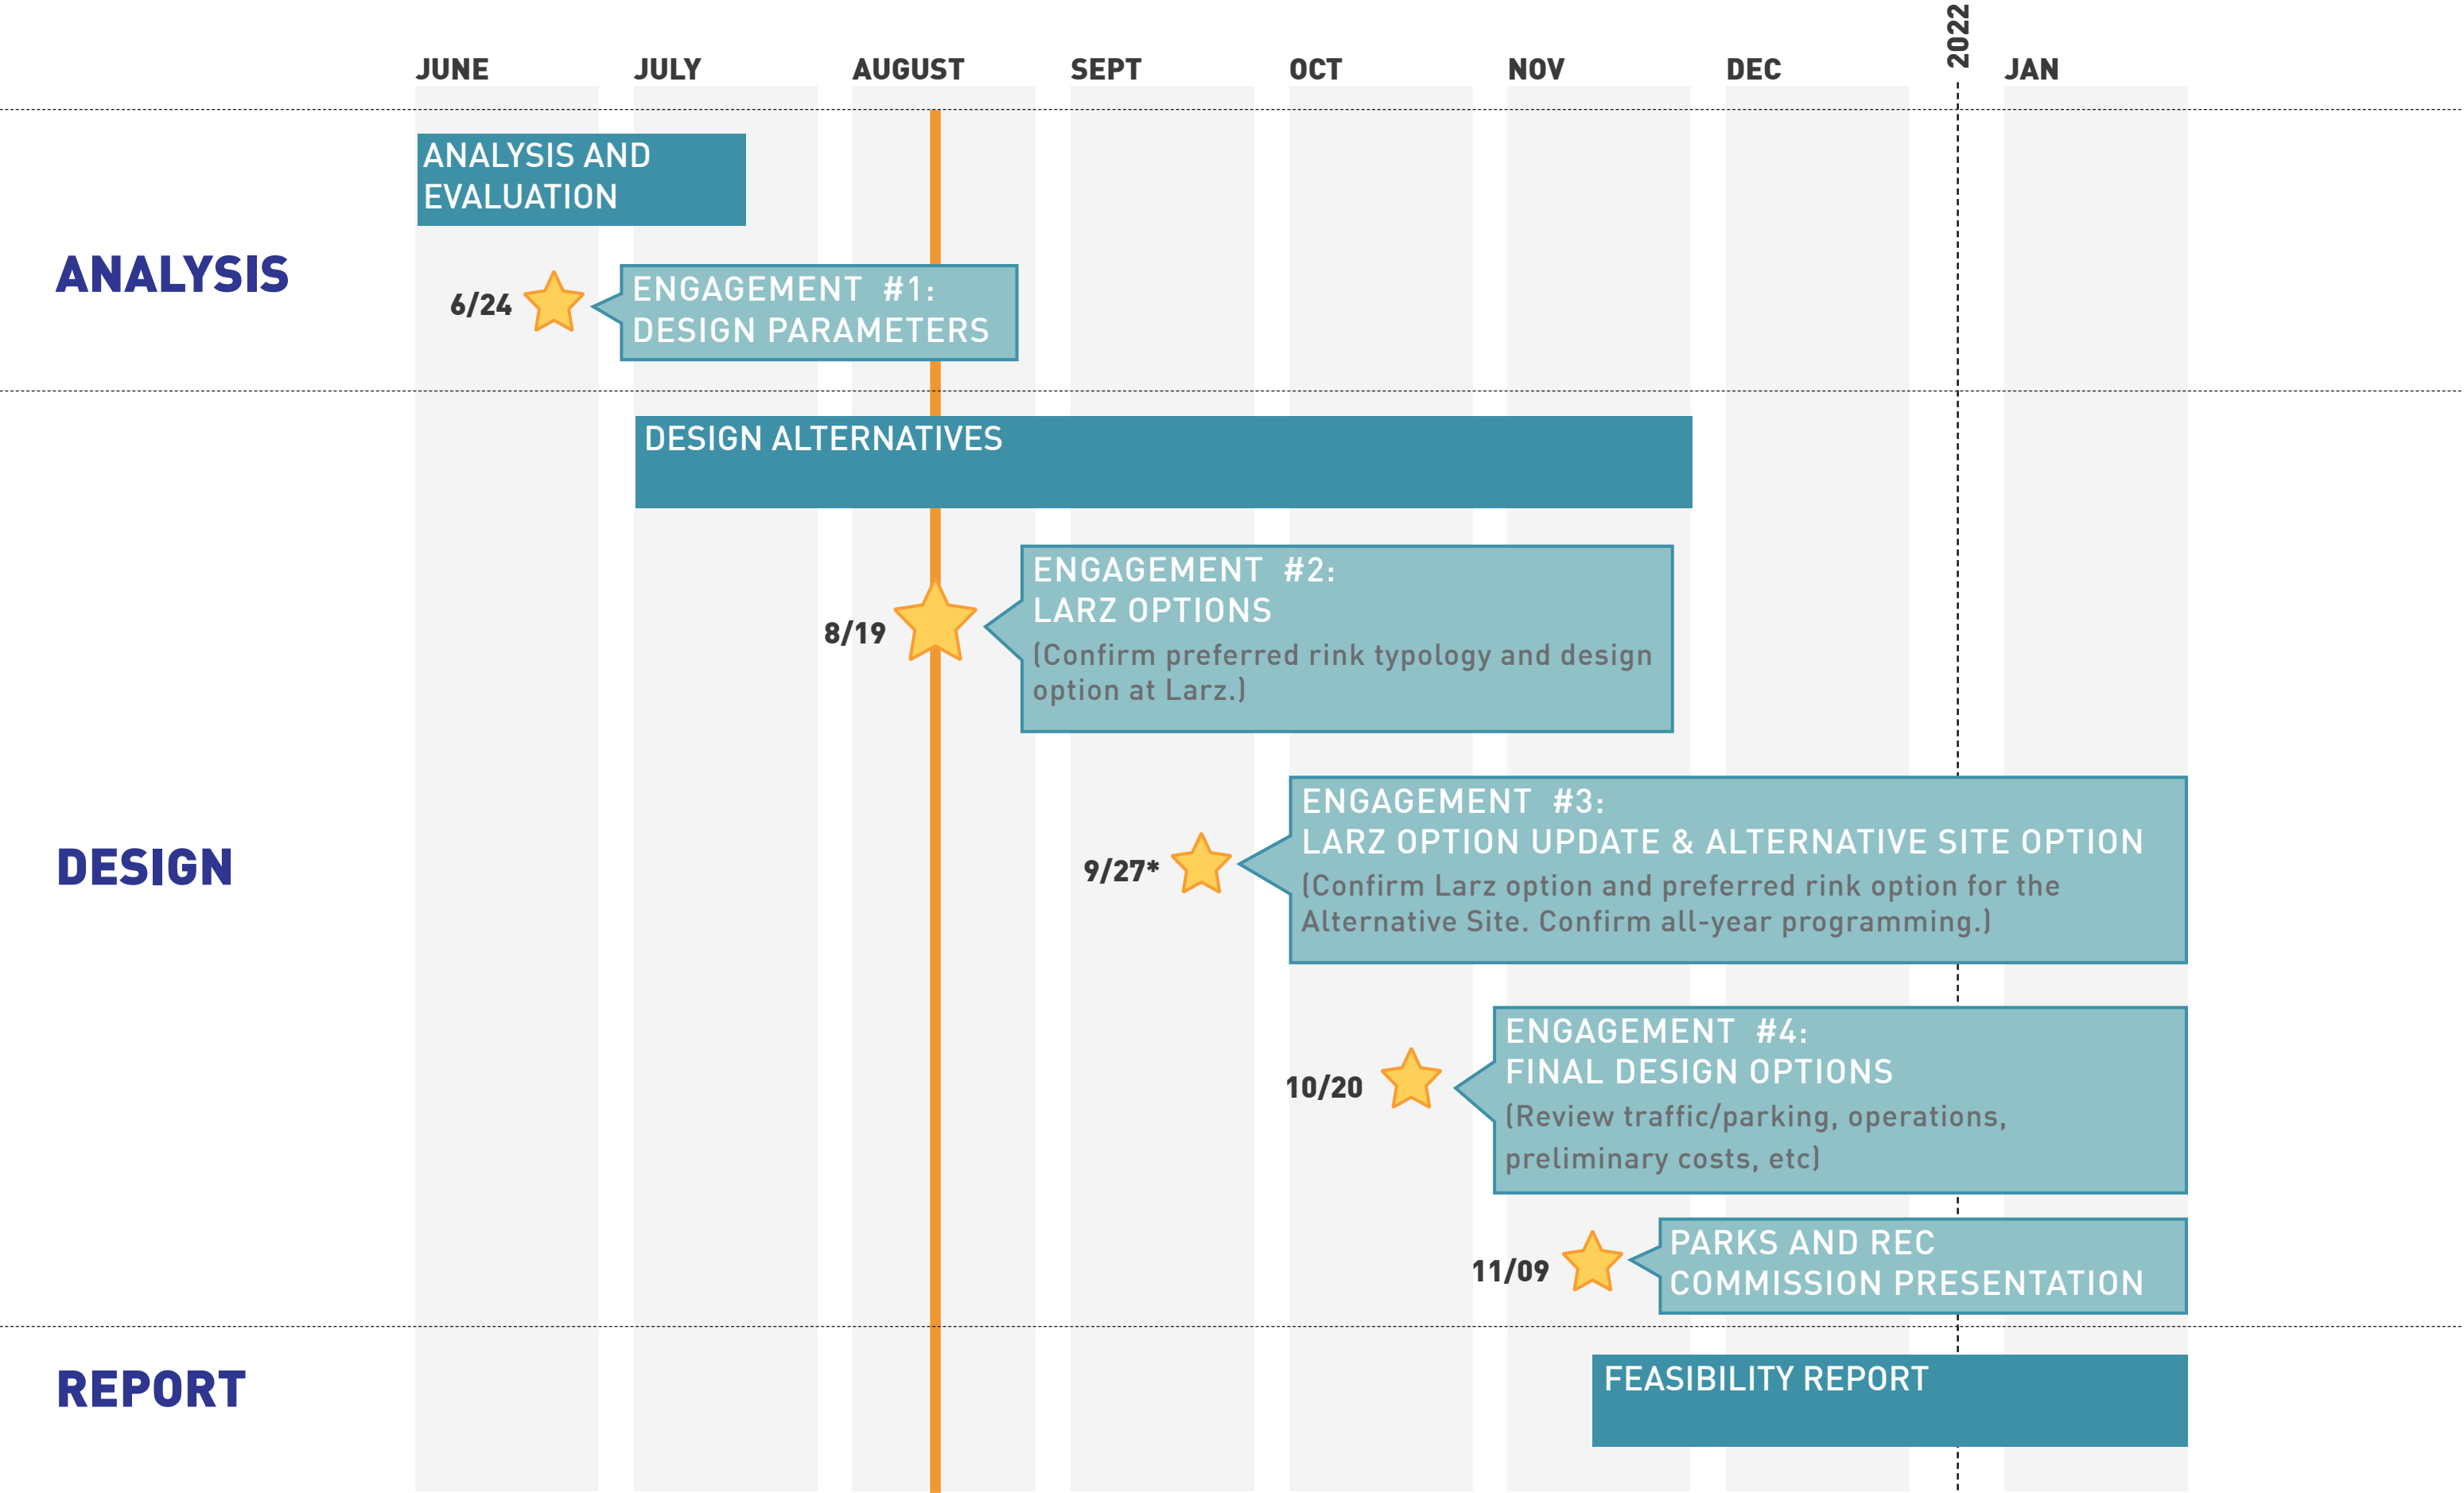 2022
JUNE JULY AUGUST SEPT OCT NOV DEC JAN
ANALYSIS AND
EVALUATION
ANALYSIS
6/24
ENGAGEMENT #1:
DESIGN PARAMETERS
DESIGN ALTERNATIVES
8/19
ENGAGEMENT #2:
LARZ OPTIONS
(Confirm preferred rink typology and design
option at Larz.)
DESIGN
9/27*
ENGAGEMENT #3:
LARZ OPTION UPDATE & ALTERNATIVE SITE OPTION
(Confirm Larz option and preferred rink option for the
Alternative Site. Confirm all-year programming.)
10/20
ENGAGEMENT #4:
FINAL DESIGN OPTIONS
(Review traffic/parking, operations,
preliminary costs, etc)
11/09
PARKS AND REC
COMMISSION PRESENTATION
REPORT
FEASIBILITY REPORT